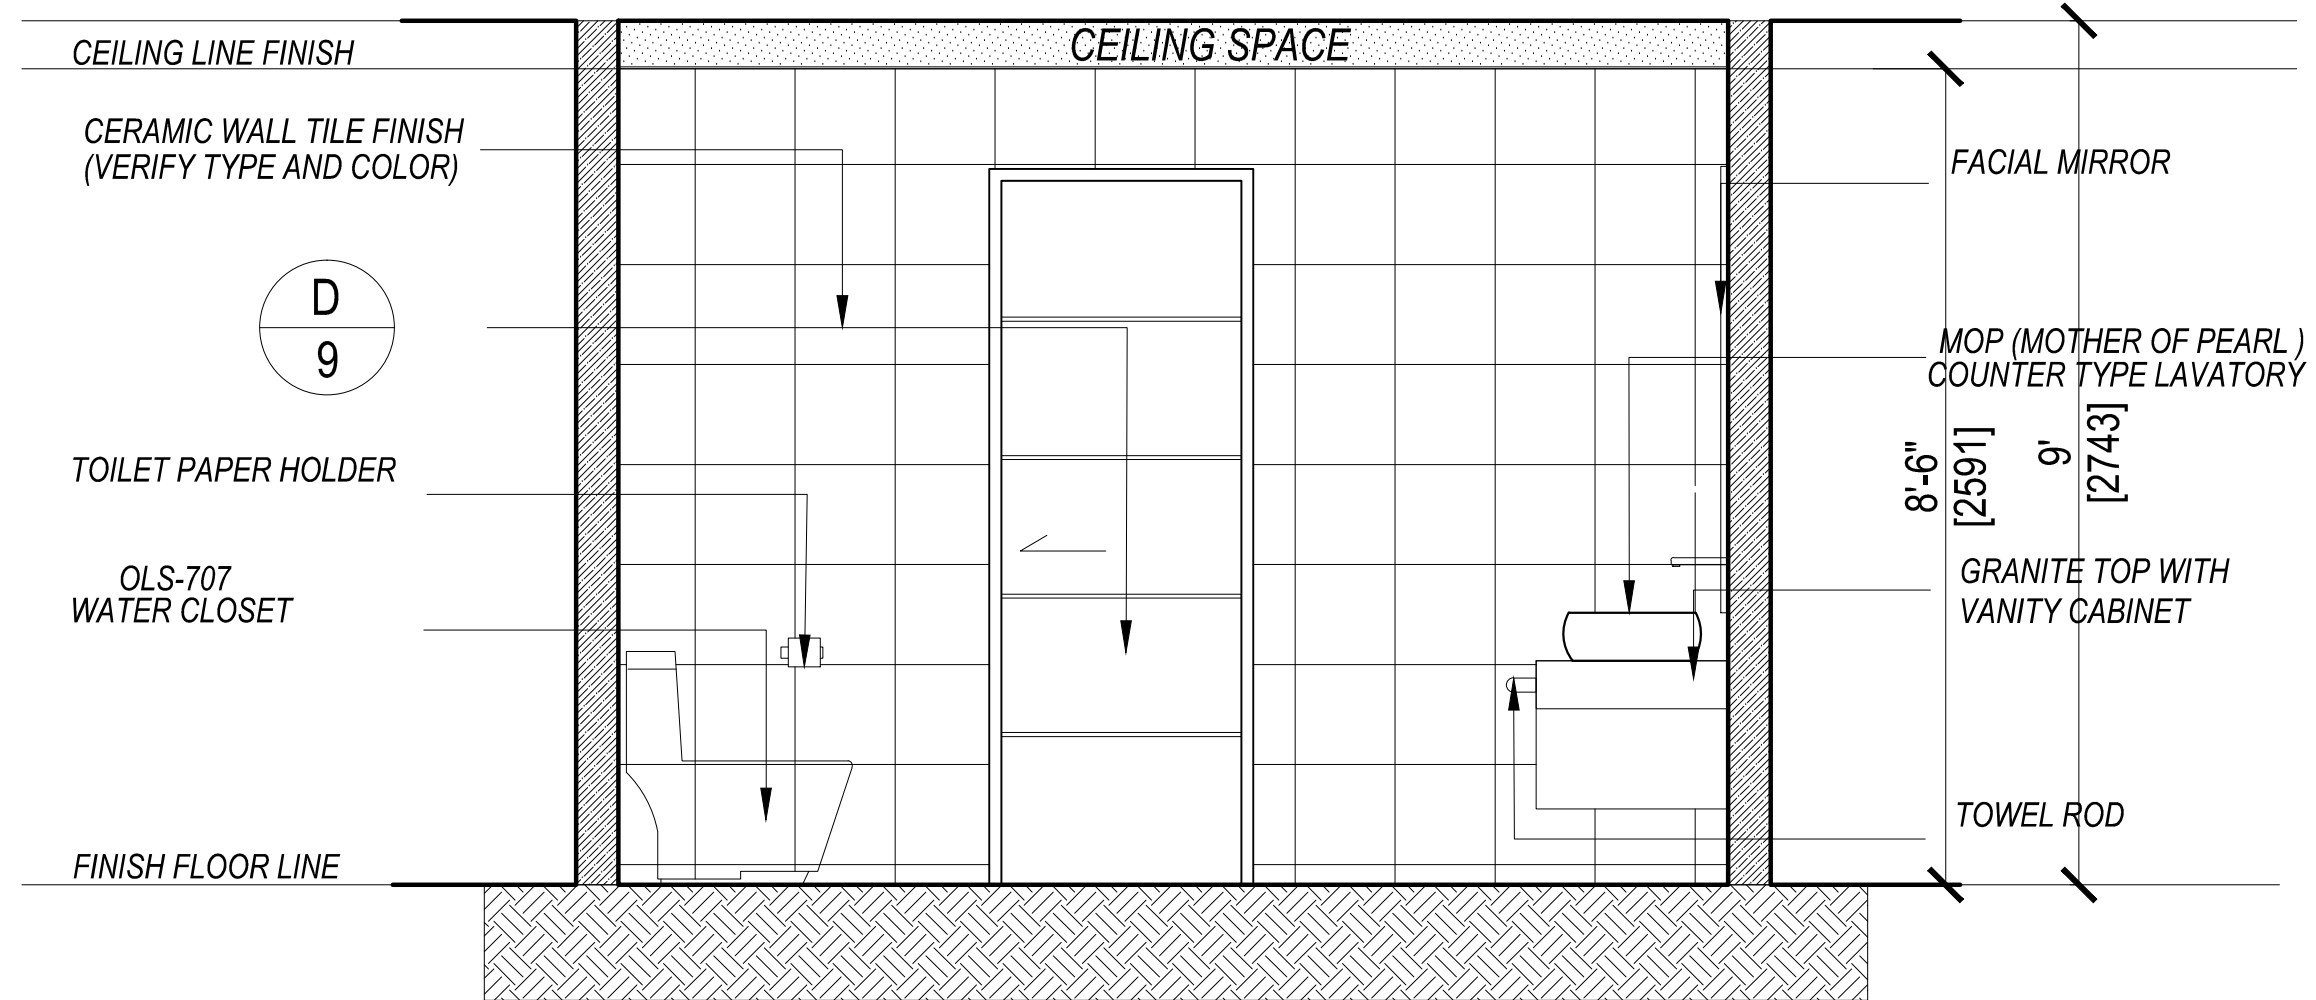 CEILING SPACE
CEILING LINE FINISH
CERAMIC WALL TILE FINISH
(VERIFY TYPE AND COLOR)
D
9
TOILET PAPER HOLDER
OLS-707
WATER CLOSET
FINISH FLOOR LINE
FACIAL MIRROR
MOP (MOTHER OF PEARL )
COUNTER TYPE LAVATORY
8'-6"
[2591]
9'
[2743]
GRANITE TOP WITH
VANITY CABINET
TOWEL ROD